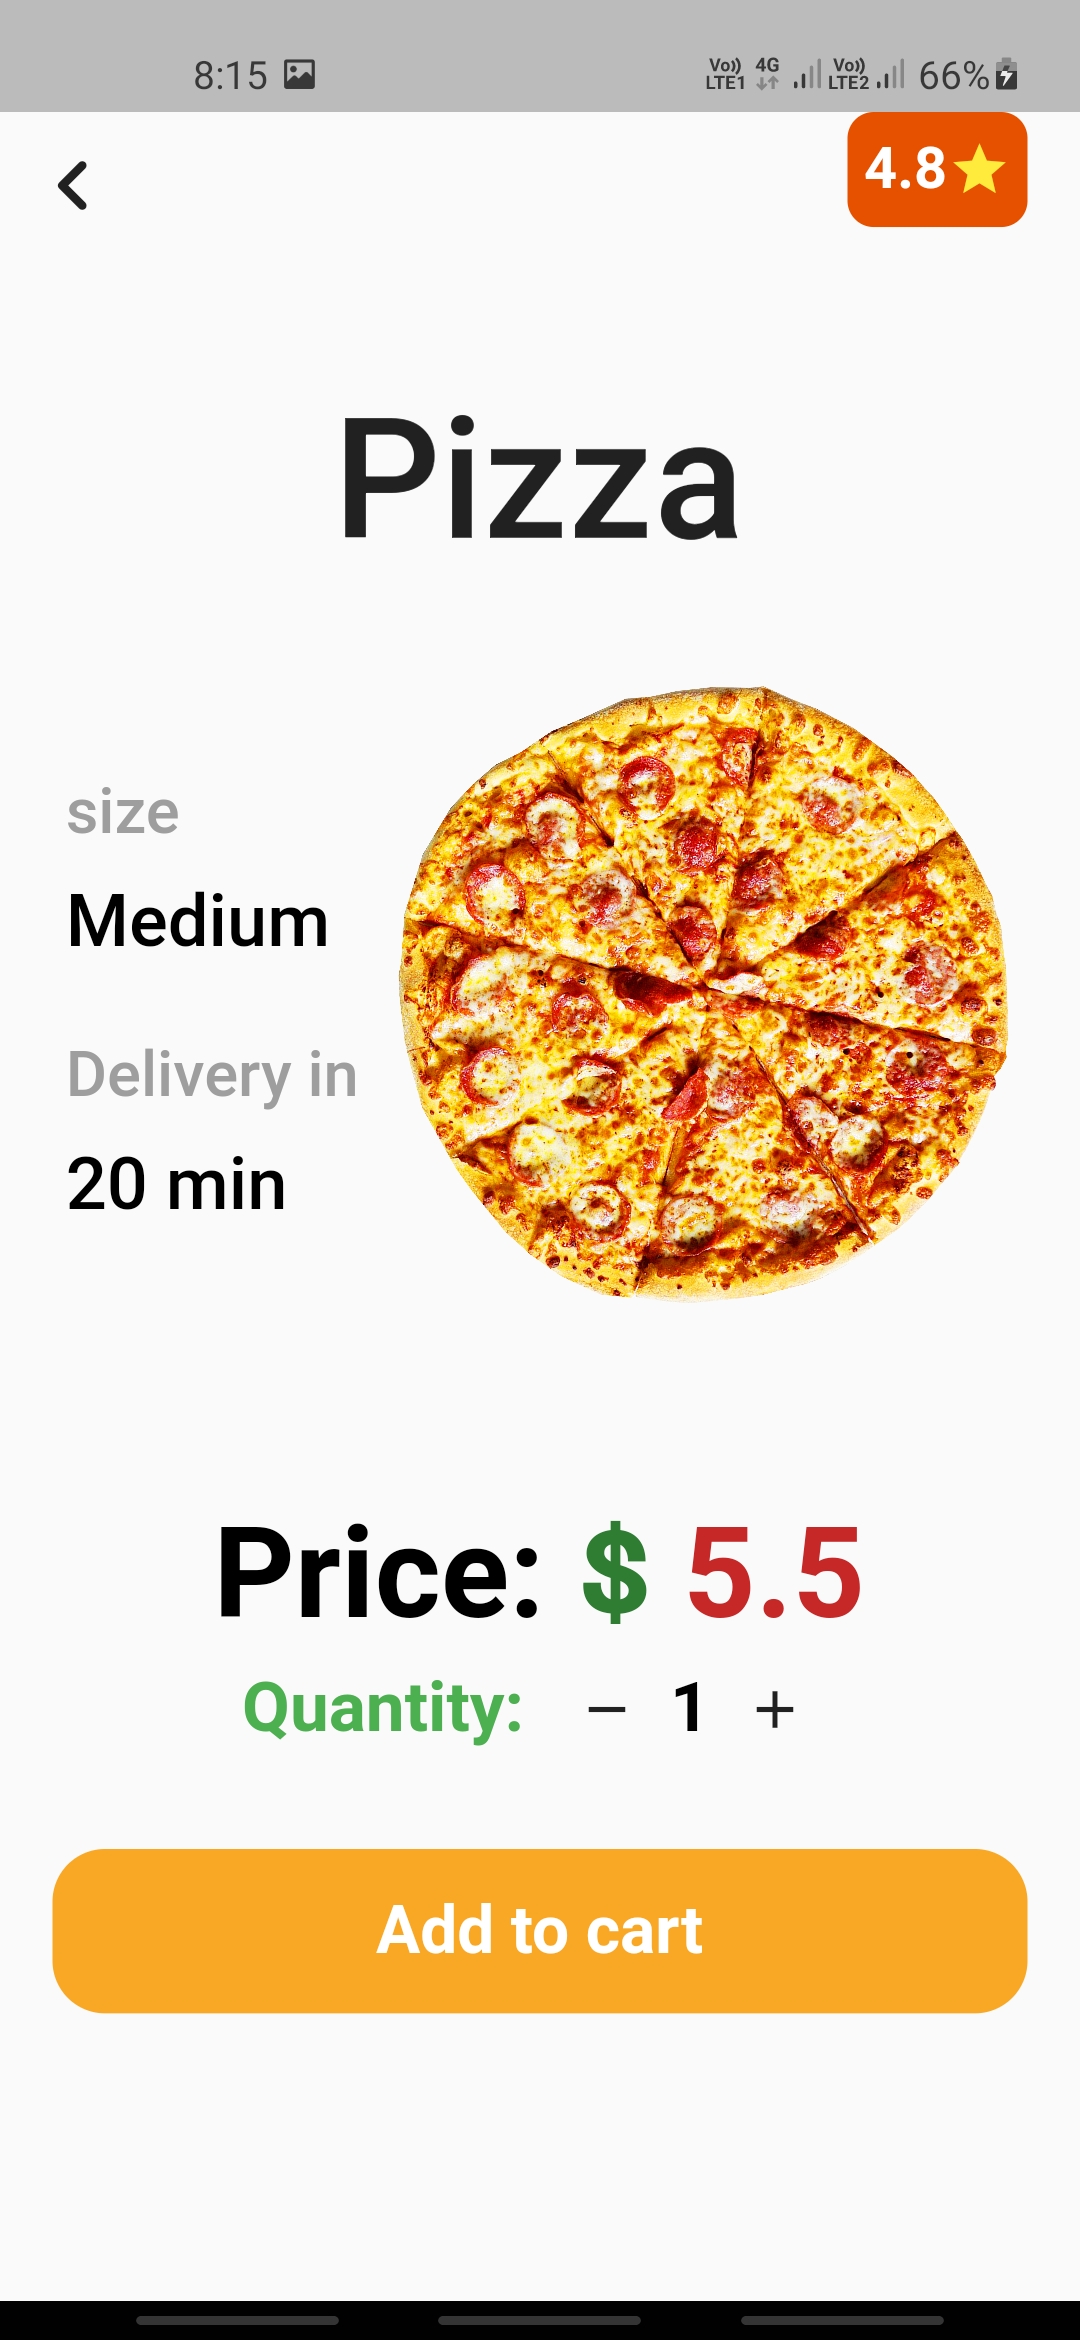 8:15 Vo)) LTE1 4G Vo)) LTE2 66%
4.8
Pizza
size
Medium
Delivery in
20 min
Price: $ 5.5
Quantity: − 1 +
Add to cart